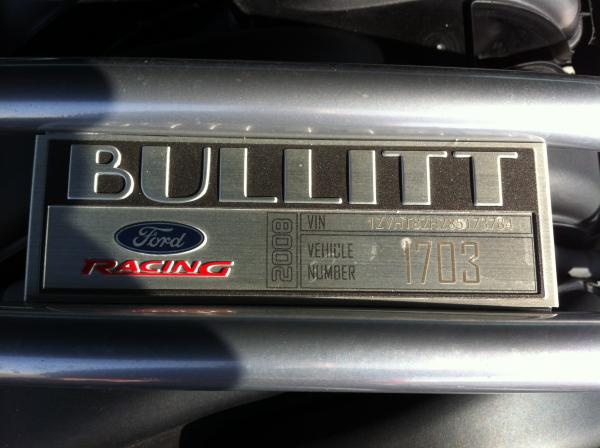 BULLITT
Ford
RACING
2008
VIN
VEHICLE
NUMBER
1703